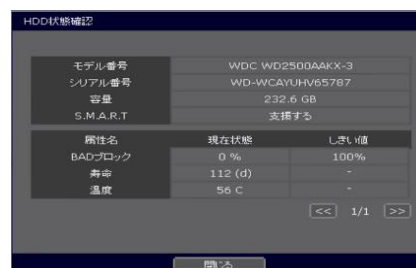 HDD状態確認
モデル番号 WDC WD2500AAKX-3
シリアル番号 WD-WCAYUHV65787
容量 232.6 GB
S.M.A.R.T 支援する
属性名 現在状態 しきい値
BADブロック 0 % 100%
寿命 112 (d) -
温度 56 C -
<< 1/1 >>
閉じる